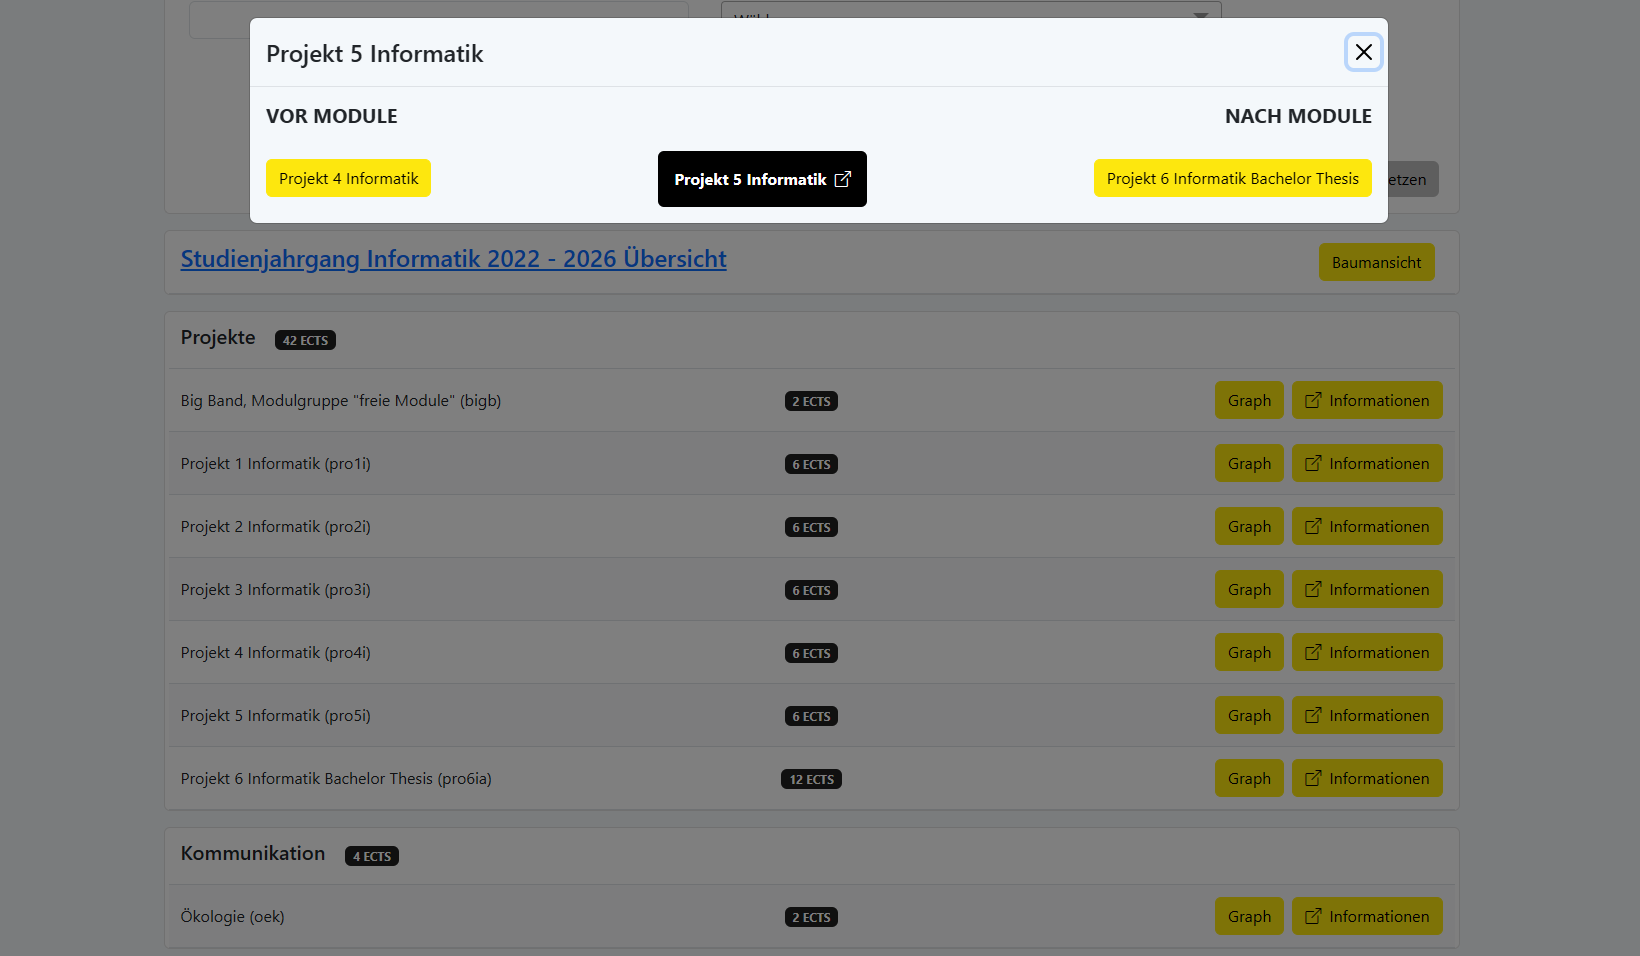 Projekt 5 Informatik
VOR MODULE
NACH MODULE
Projekt 4 Informatik
Projekt 5 Informatik
Projekt 6 Informatik Bachelor Thesis
etzen
Studienjahrgang Informatik 2022 - 2026 Übersicht
Baumansicht
Projekte 42 ECTS
Big Band, Modulgruppe "freie Module" (bigb) 2 ECTS Graph Informationen
Projekt 1 Informatik (pro1i) 6 ECTS Graph Informationen
Projekt 2 Informatik (pro2i) 6 ECTS Graph Informationen
Projekt 3 Informatik (pro3i) 6 ECTS Graph Informationen
Projekt 4 Informatik (pro4i) 6 ECTS Graph Informationen
Projekt 5 Informatik (pro5i) 6 ECTS Graph Informationen
Projekt 6 Informatik Bachelor Thesis (pro6ia) 12 ECTS Graph Informationen
Kommunikation 4 ECTS
Ökologie (oek) 2 ECTS Graph Informationen